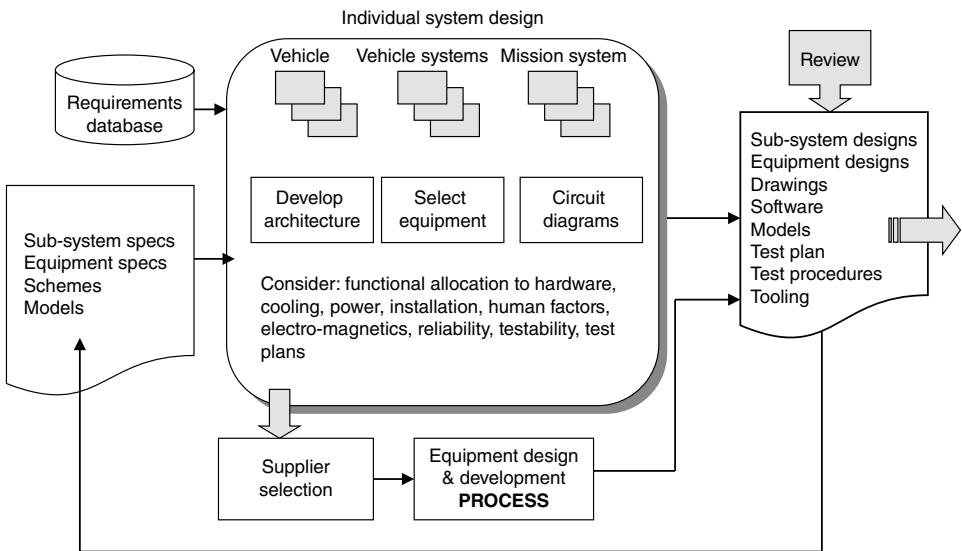 Individual system design
Vehicle
Vehicle systems
Mission system
Requirements
database
Develop
architecture
Select
equipment
Circuit
diagrams
Sub-system specs
Equipment specs
Schemes
Models
Consider: functional allocation to hardware,
cooling, power, installation, human factors,
electro-magnetics, reliability, testability, test
plans
Supplier
selection
Equipment design
& development
PROCESS
Review
Sub-system designs
Equipment designs
Drawings
Software
Models
Test plan
Test procedures
Tooling